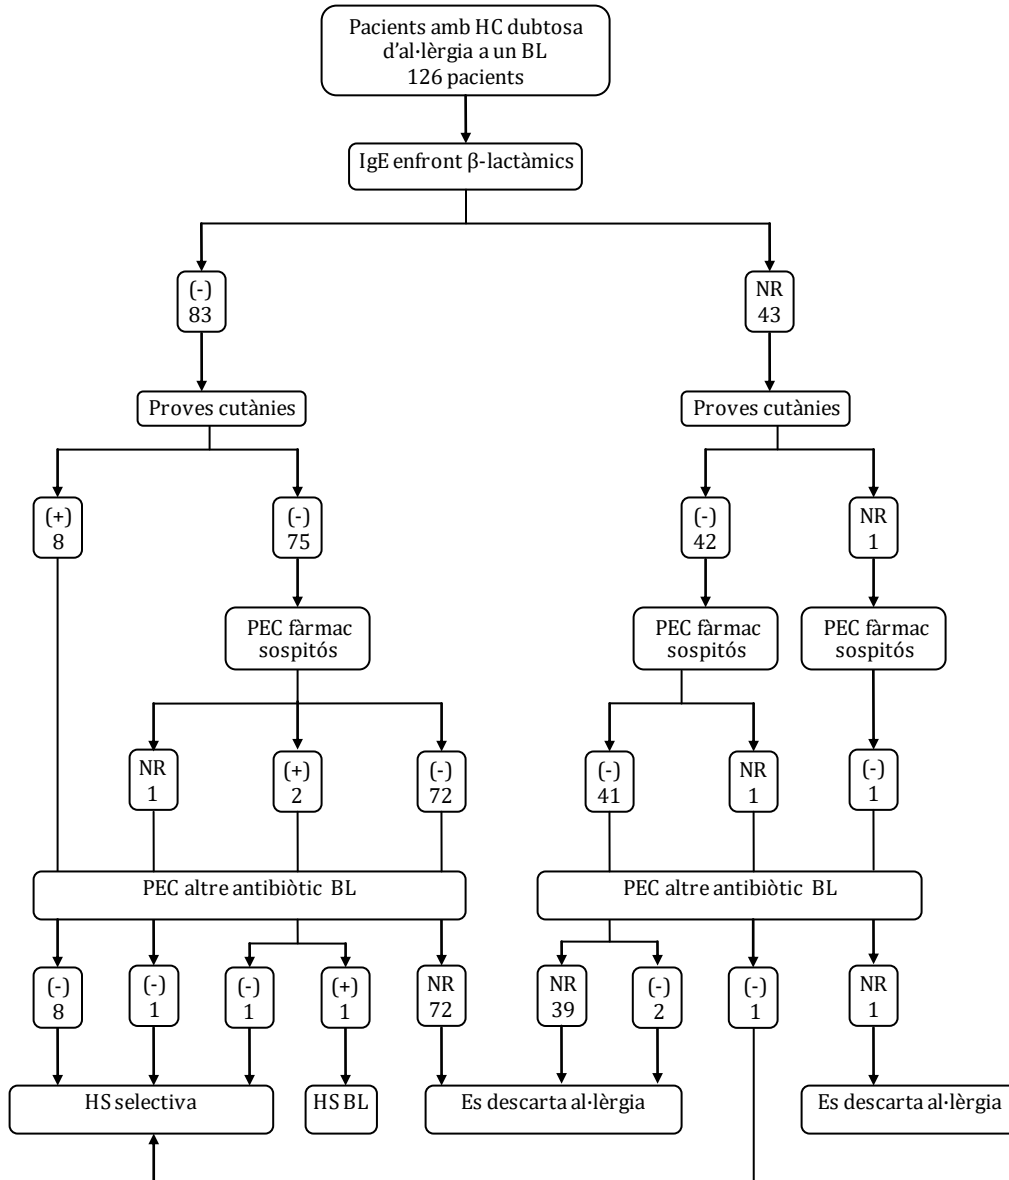 Pacients amb HC dubtosa
d’al·lèrgia a un BL
126 pacients
IgE enfront β-lactàmics
(-)
83
NR
43
Proves cutànies
Proves cutànies
(+)
8
(-)
75
(-)
42
NR
1
PEC fàrmac
sospitós
PEC fàrmac
sospitós
PEC fàrmac
sospitós
NR
1
(+)
2
(-)
72
(-)
41
NR
1
(-)
1
PEC altre antibiòtic BL
PEC altre antibiòtic BL
(-)
8
(-)
1
(-)
1
(+)
1
NR
72
NR
39
(-)
2
(-)
1
NR
1
HS selectiva
HS BL
Es descarta al·lèrgia
Es descarta al·lèrgia